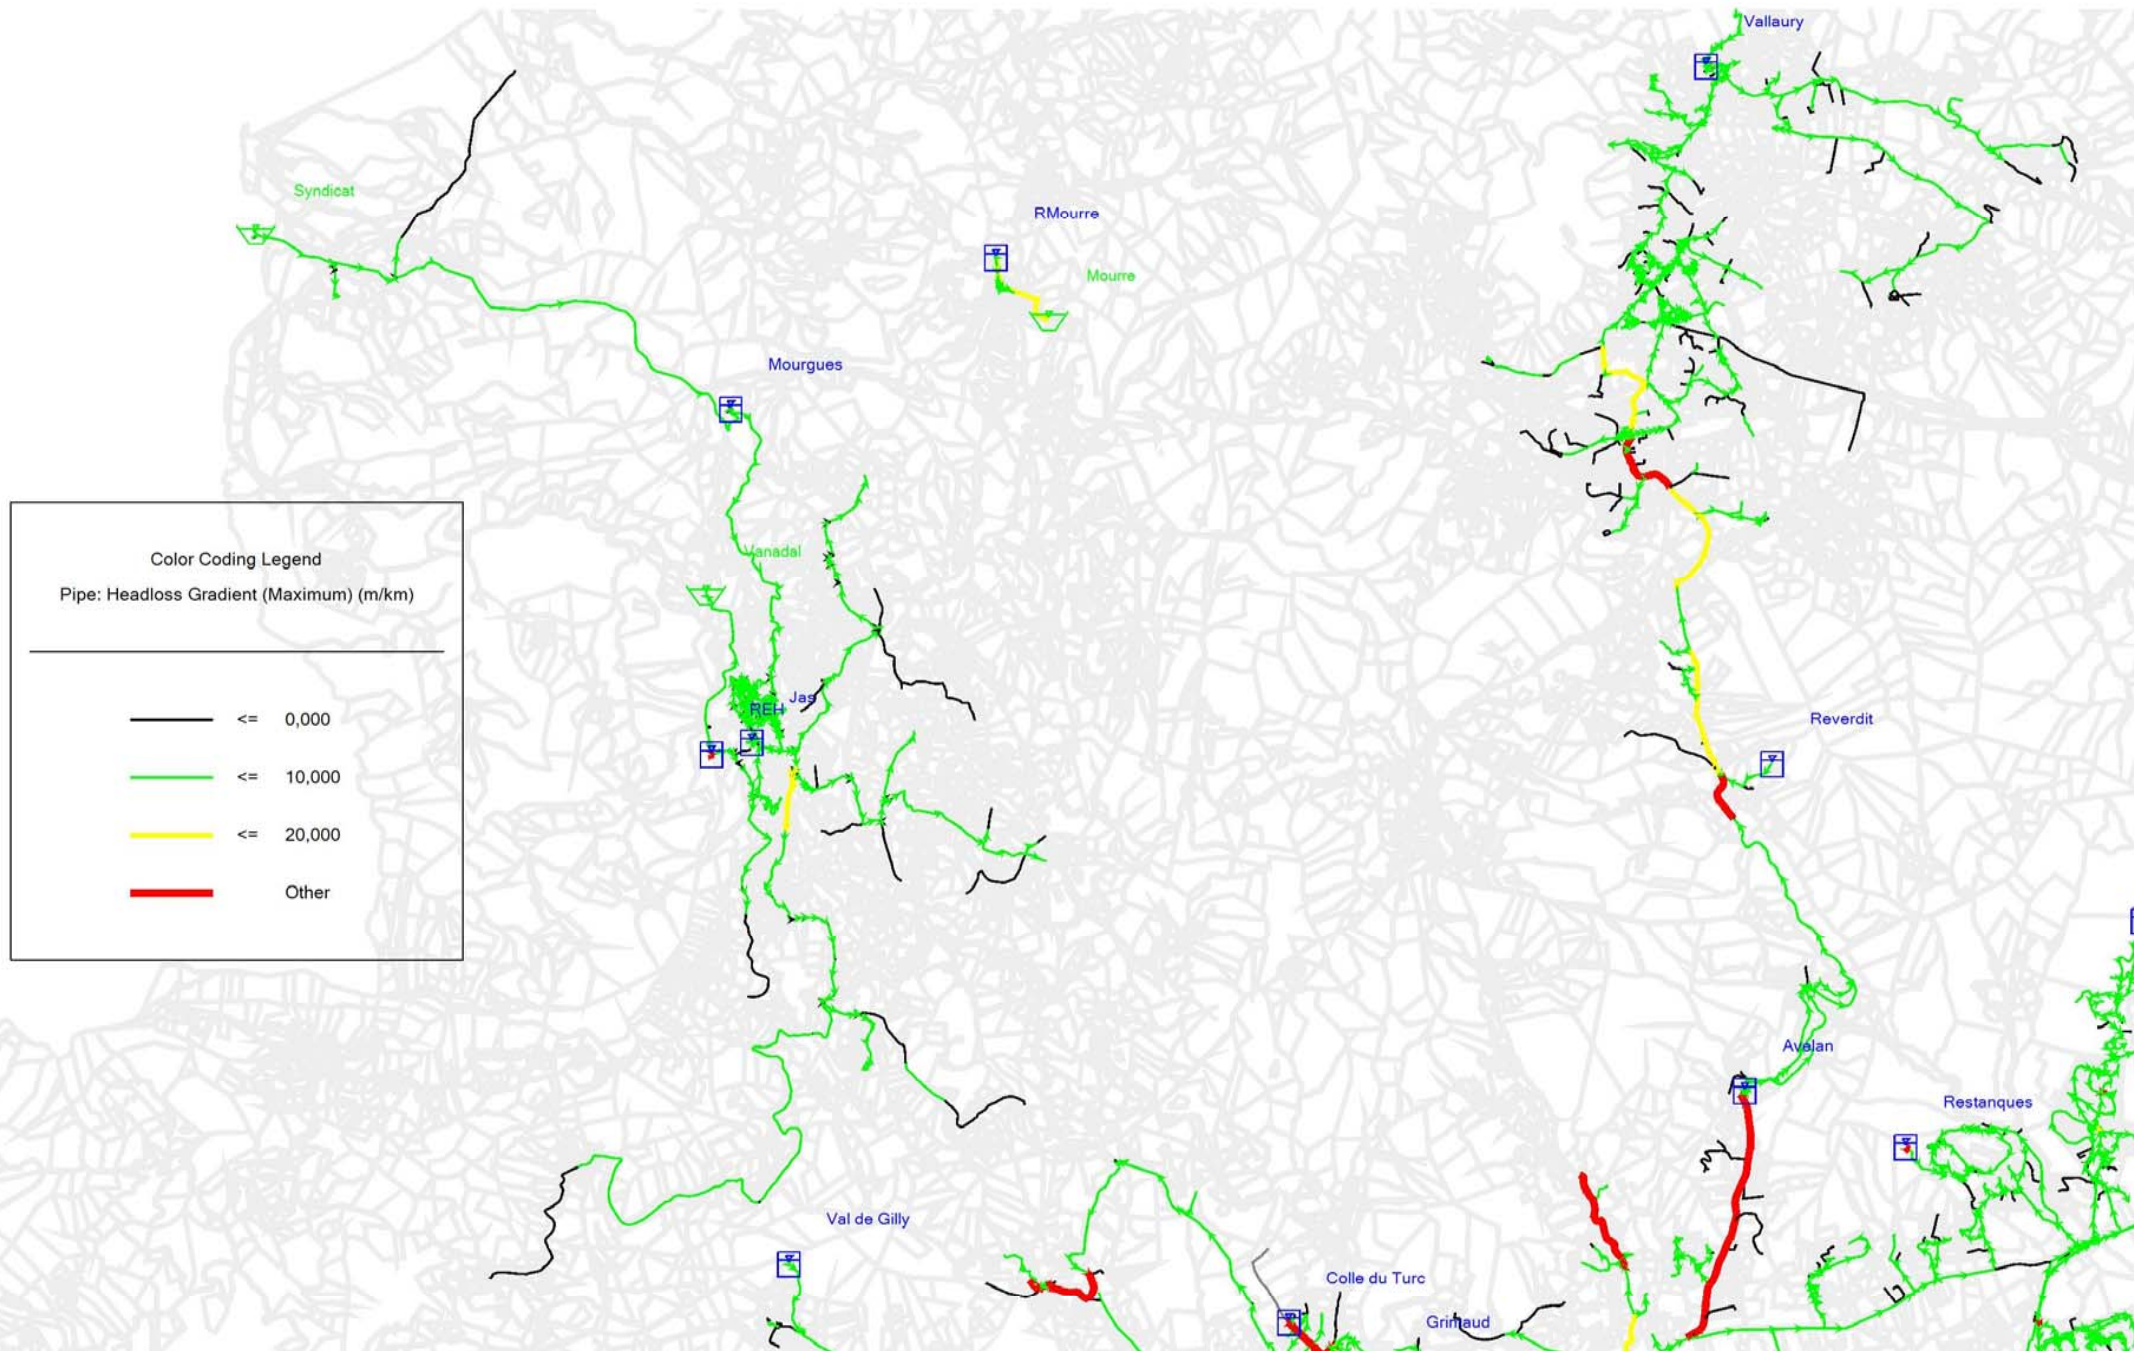 Vallaury
Syndicat
RMourre
Mourre
Mourgues
Color Coding Legend
Pipe: Headloss Gradient (Maximum) (m/km)
<= 0,000
<= 10,000
<= 20,000
Other
Vanadal
Jas
REH
Reverdit
Avelan
Restanques
Val de Gilly
Colle du Turc
Grimaud